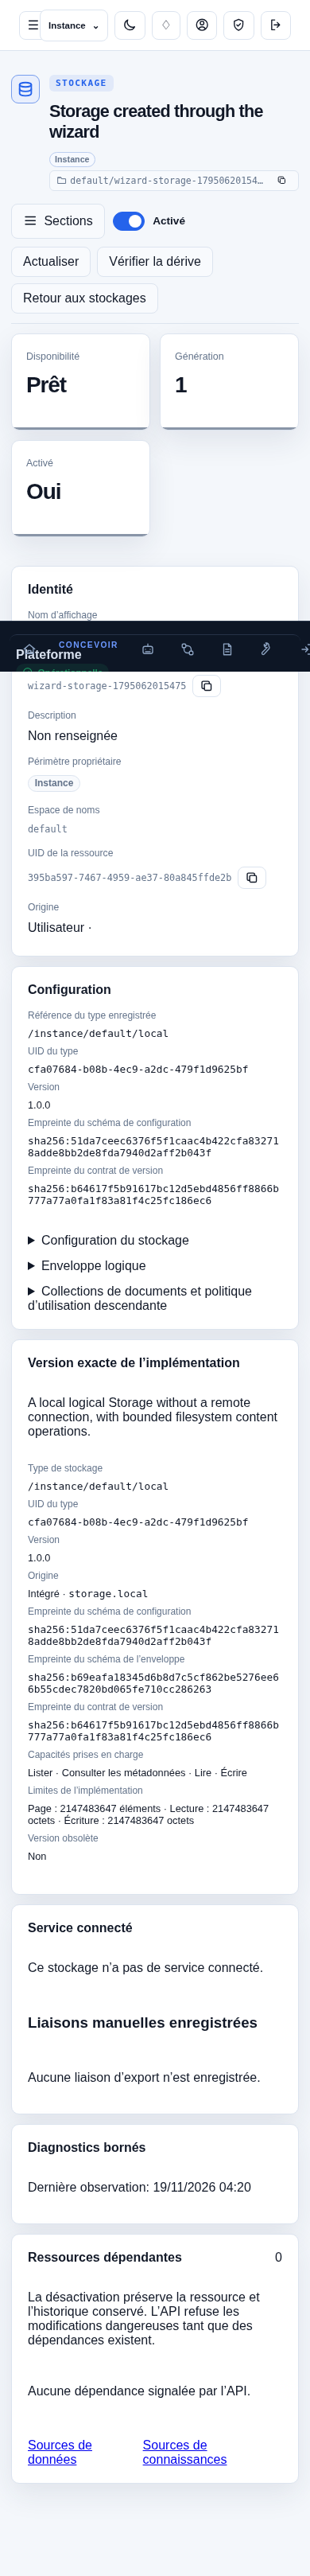 Instance
STOCKAGE
Storage created through the
wizard
Instance
default/wizard-storage-17950620154…
Sections
Activé
Actualiser
Vérifier la dérive
Retour aux stockages
Disponibilité
Prêt
Génération
1
Activé
Oui
Identité
Nom d’affichage
CONCEVOIR
Plateforme
wizard-storage-1795062015475
Description
Non renseignée
Périmètre propriétaire
Instance
Espace de noms
default
UID de la ressource
395ba597-7467-4959-ae37-80a845ffde2b
Origine
Utilisateur ·
Configuration
Référence du type enregistrée
/instance/default/local
UID du type
cfa07684-b08b-4ec9-a2dc-479f1d9625bf
Version
1.0.0
Empreinte du schéma de configuration
sha256:51da7ceec6376f5f1caac4b422cfa83271
8adde8bb2de8fda7940d2aff2b043f
Empreinte du contrat de version
sha256:b64617f5b91617bc12d5ebd4856ff8866b
777a77a0fa1f83a81f4c25fc186ec6
Configuration du stockage
Enveloppe logique
Collections de documents et politique
d’utilisation descendante
Version exacte de l’implémentation
A local logical Storage without a remote
connection, with bounded filesystem content
operations.
Type de stockage
/instance/default/local
UID du type
cfa07684-b08b-4ec9-a2dc-479f1d9625bf
Version
1.0.0
Origine
Intégré · storage.local
Empreinte du schéma de configuration
sha256:51da7ceec6376f5f1caac4b422cfa83271
8adde8bb2de8fda7940d2aff2b043f
Empreinte du schéma de l’enveloppe
sha256:b69eafa18345d6b8d7c5cf862be5276ee6
6b55cdec7820bd065fe710cc286263
Empreinte du contrat de version
sha256:b64617f5b91617bc12d5ebd4856ff8866b
777a77a0fa1f83a81f4c25fc186ec6
Capacités prises en charge
Lister · Consulter les métadonnées · Lire · Écrire
Limites de l’implémentation
Page : 2147483647 éléments · Lecture : 2147483647
octets · Écriture : 2147483647 octets
Version obsolète
Non
Service connecté
Ce stockage n’a pas de service connecté.
Liaisons manuelles enregistrées
Aucune liaison d’export n’est enregistrée.
Diagnostics bornés
Dernière observation: 19/11/2026 04:20
Ressources dépendantes
0
La désactivation préserve la ressource et
l’historique conservé. L’API refuse les
modifications dangereuses tant que des
dépendances existent.
Aucune dépendance signalée par l’API.
Sources de
données
Sources de
connaissances